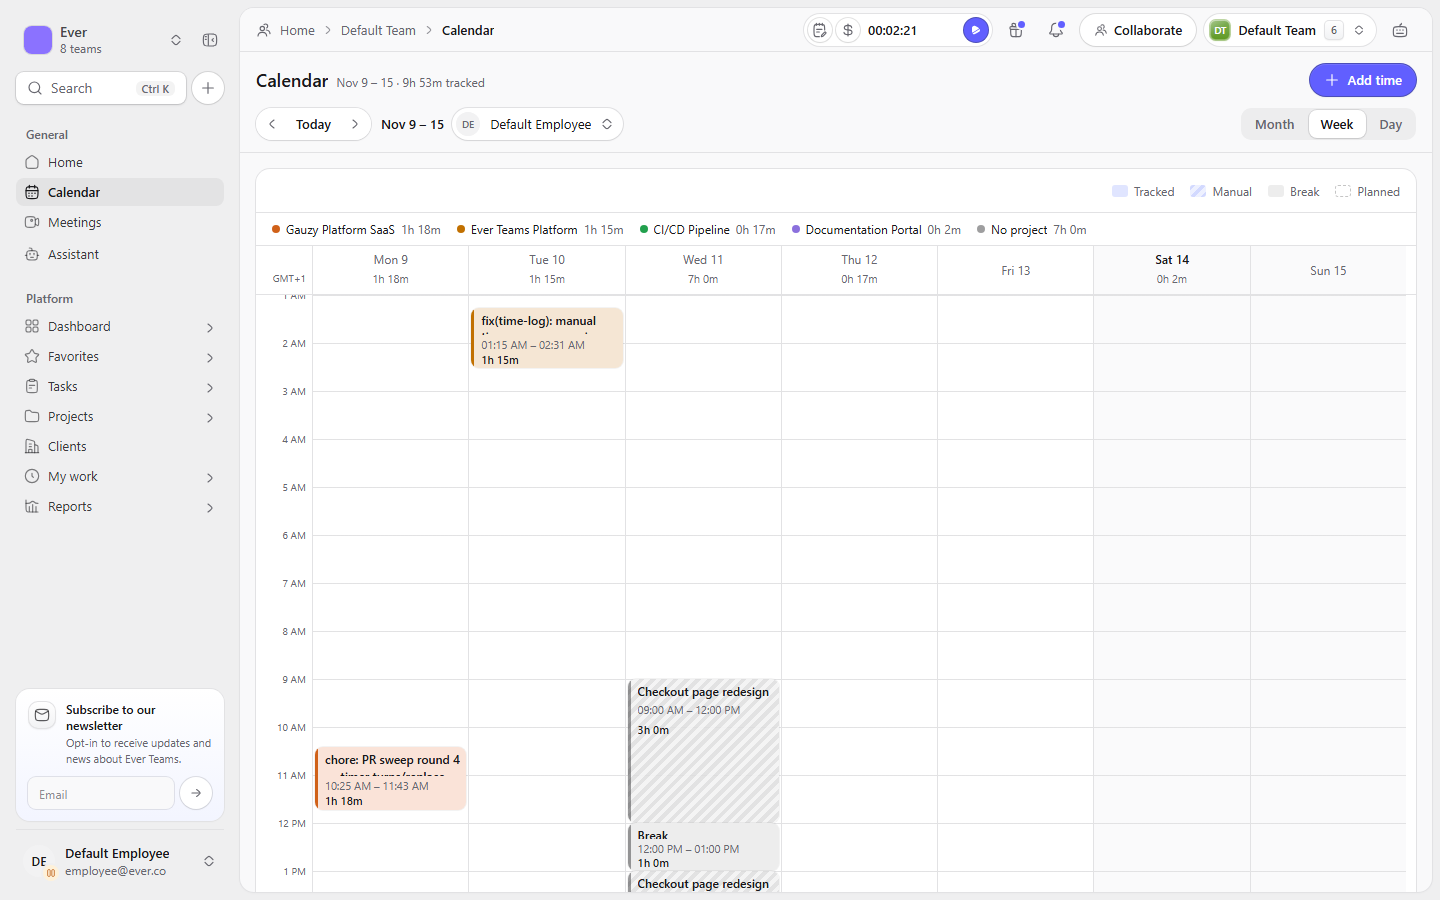 Ever
8 teams
Search
Ctrl K
General
Home
Calendar
Meetings
Assistant
Platform
Dashboard
Favorites
Tasks
Projects
Clients
My work
Reports
Subscribe to our
newsletter
Opt-in to receive updates and
news about Ever Teams.
Email
DE
Default Employee
employee@ever.co
Home
Default Team
Calendar
00:02:21
Collaborate
DT
Default Team
6
Calendar
Nov 9 – 15 · 9h 53m tracked
Add time
Today
Nov 9 – 15
DE
Default Employee
Month
Week
Day
Tracked
Manual
Break
Planned
Gauzy Platform SaaS 1h 18m
Ever Teams Platform 1h 15m
CI/CD Pipeline 0h 17m
Documentation Portal 0h 2m
No project 7h 0m
GMT+1
Mon 9
1h 18m
Tue 10
1h 15m
Wed 11
7h 0m
Thu 12
0h 17m
Fri 13
Sat 14
0h 2m
Sun 15
1 AM
2 AM
3 AM
4 AM
5 AM
6 AM
7 AM
8 AM
9 AM
10 AM
11 AM
12 PM
1 PM
chore: PR sweep round 4
10:25 AM – 11:43 AM
1h 18m
fix(time-log): manual
01:15 AM – 02:31 AM
1h 15m
Checkout page redesign
09:00 AM – 12:00 PM
3h 0m
Break
12:00 PM – 01:00 PM
1h 0m
Checkout page redesign